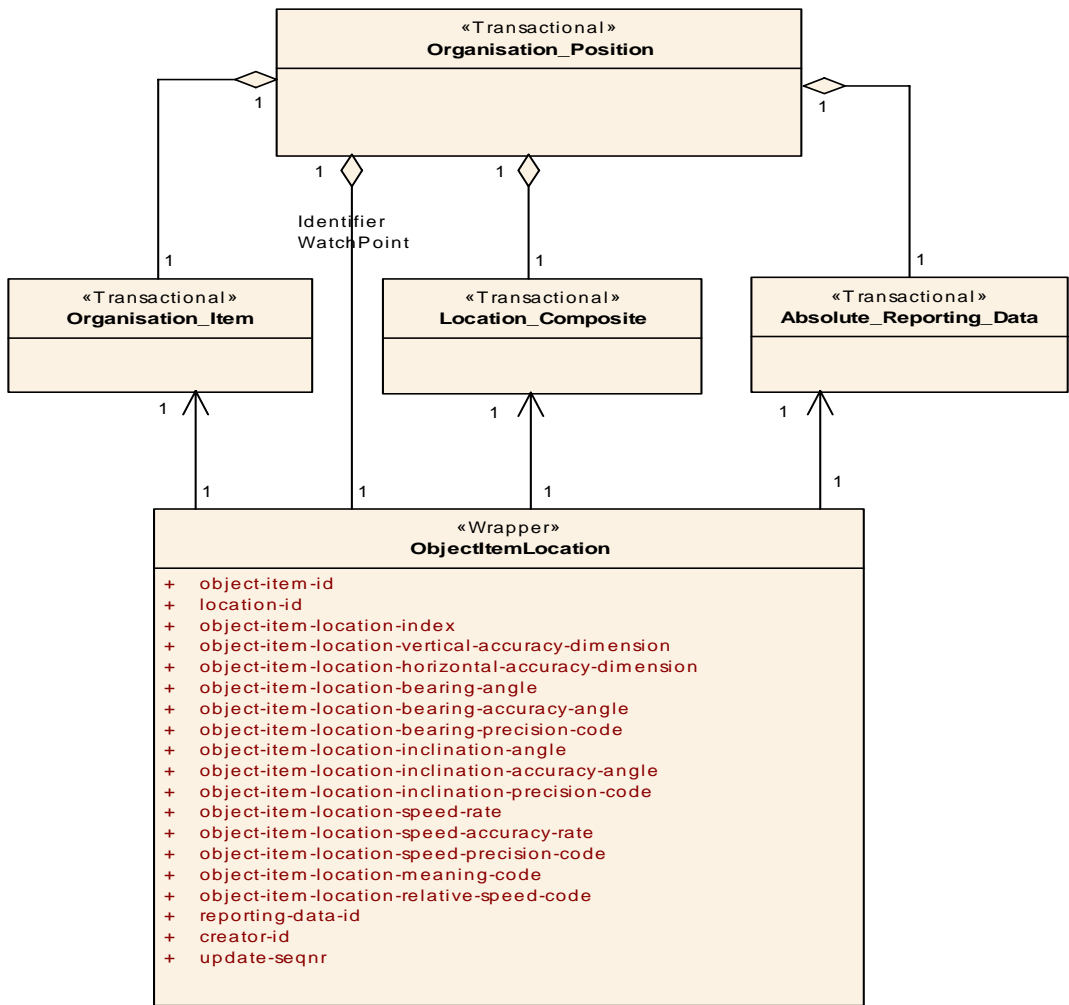 «Transactional»
Organisation_Position
1
1
1
1
Identifier
WatchPoint
1
1
1
«Transactional»
Organisation_Item
«Transactional»
Location_Composite
«Transactional»
Absolute_Reporting_Data
1
1
1
1
1
1
1
«Wrapper»
ObjectItemLocation
+ object-item-id
+ location-id
+ object-item-location-index
+ object-item-location-vertical-accuracy-dimension
+ object-item-location-horizontal-accuracy-dimension
+ object-item-location-bearing-angle
+ object-item-location-bearing-accuracy-angle
+ object-item-location-bearing-precision-code
+ object-item-location-inclination-angle
+ object-item-location-inclination-accuracy-angle
+ object-item-location-inclination-precision-code
+ object-item-location-speed-rate
+ object-item-location-speed-accuracy-rate
+ object-item-location-speed-precision-code
+ object-item-location-meaning-code
+ object-item-location-relative-speed-code
+ reporting-data-id
+ creator-id
+ update-seqnr